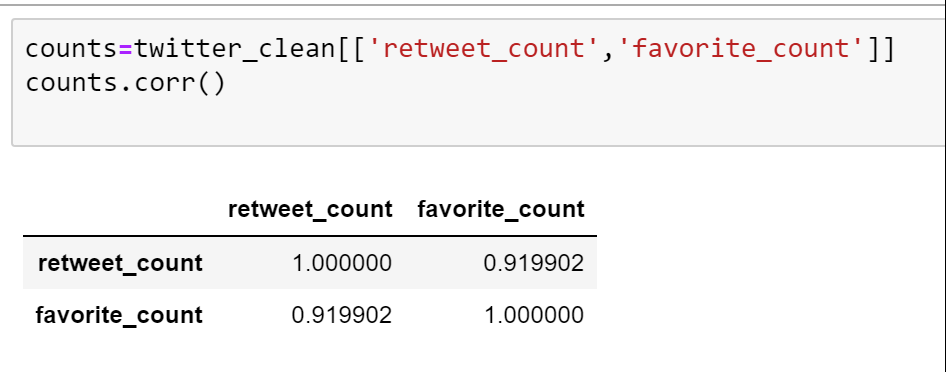 counts=twitter_clean[['retweet_count','favorite_count']]
counts.corr()
retweet_count favorite_count
retweet_count 1.000000 0.919902
favorite_count 0.919902 1.000000